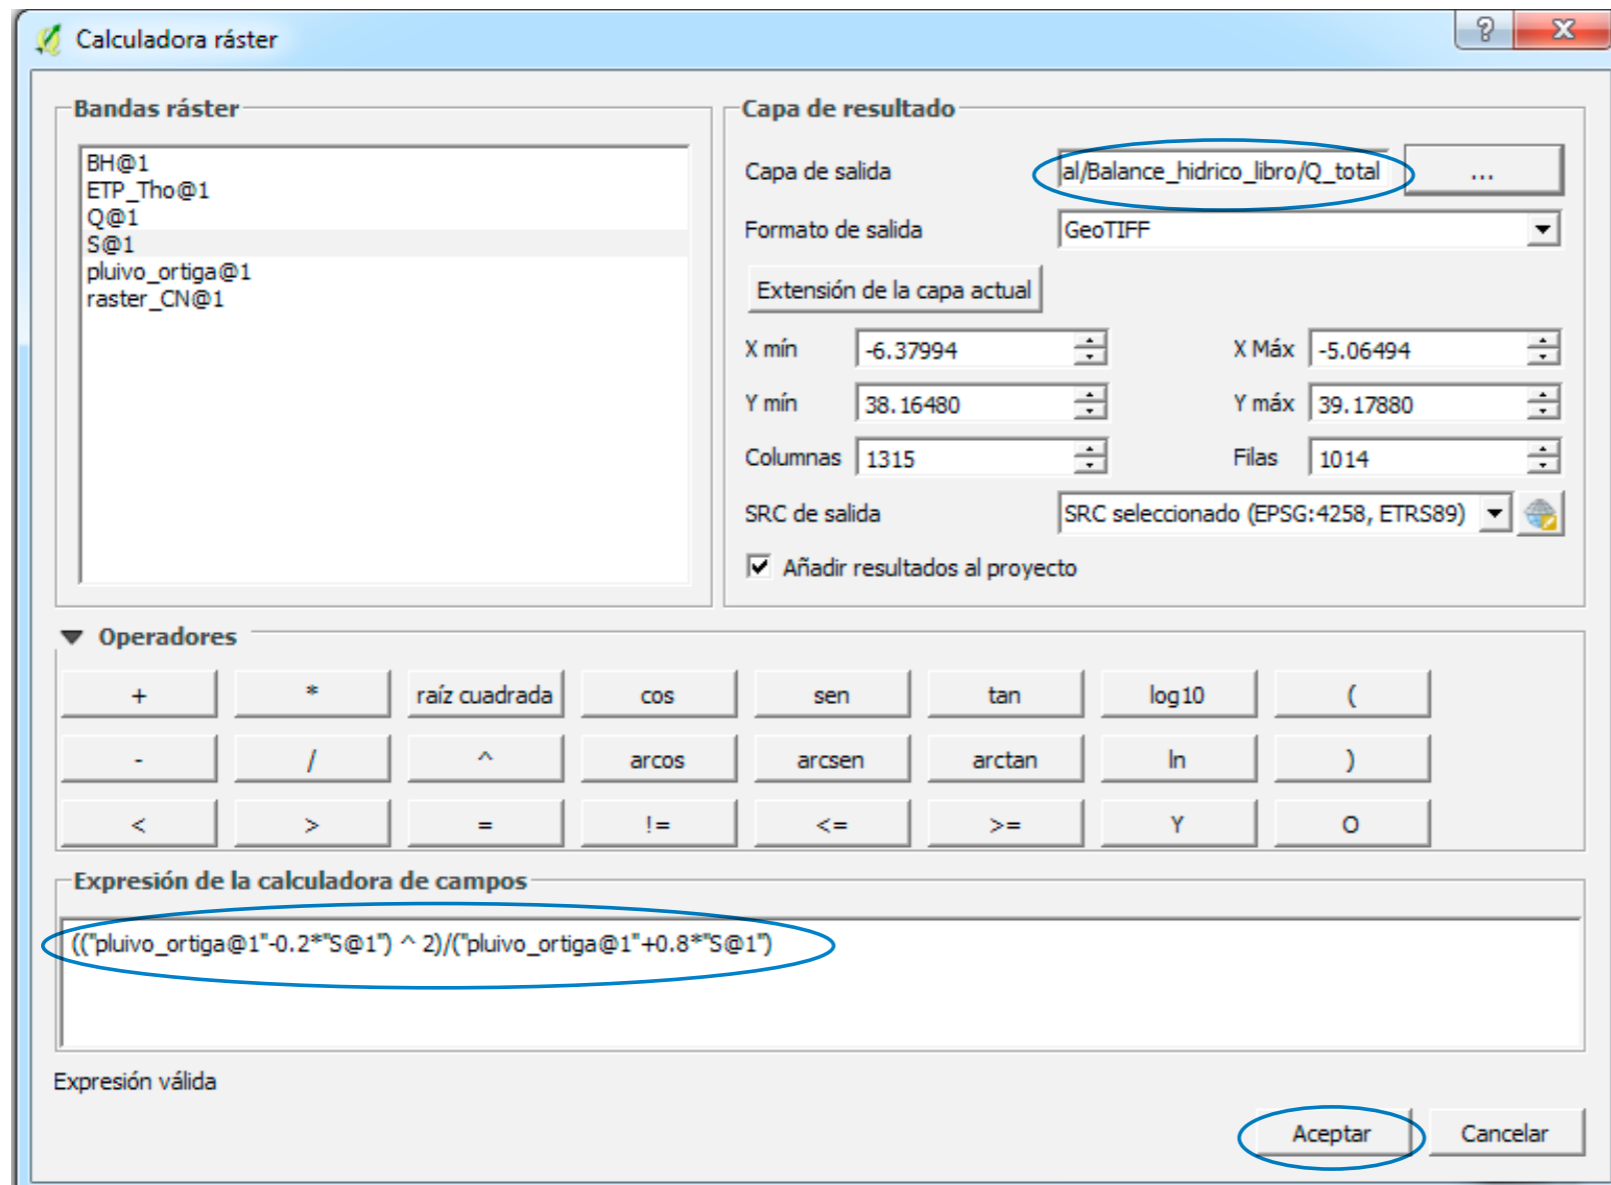 Calculadora ráster
?
X
Bandas ráster
BH@1
ETP_Tho@1
Q@1
S@1
pluivo_ortiga@1
raster_CN@1
Capa de resultado
Capa de salida al/Balance_hidrico_libro/Q_total ...
Formato de salida GeoTIFF
Extensión de la capa actual
X mín -6.37994 X Máx -5.06494
Y mín 38.16480 Y máx 39.17880
Columnas 1315 Filas 1014
SRC de salida SRC seleccionado (EPSG:4258, ETRS89)
Añadir resultados al proyecto
Operadores
+ * raíz cuadrada cos sen tan log10 (
- / ^ arcos arcsen arctan ln )
< > = != <= >= Y O
Expresión de la calculadora de campos
(("pluivo_ortiga@1"-0.2*"S@1") ^ 2)/("pluivo_ortiga@1"+0.8*"S@1")
Expresión válida
Aceptar Cancelar